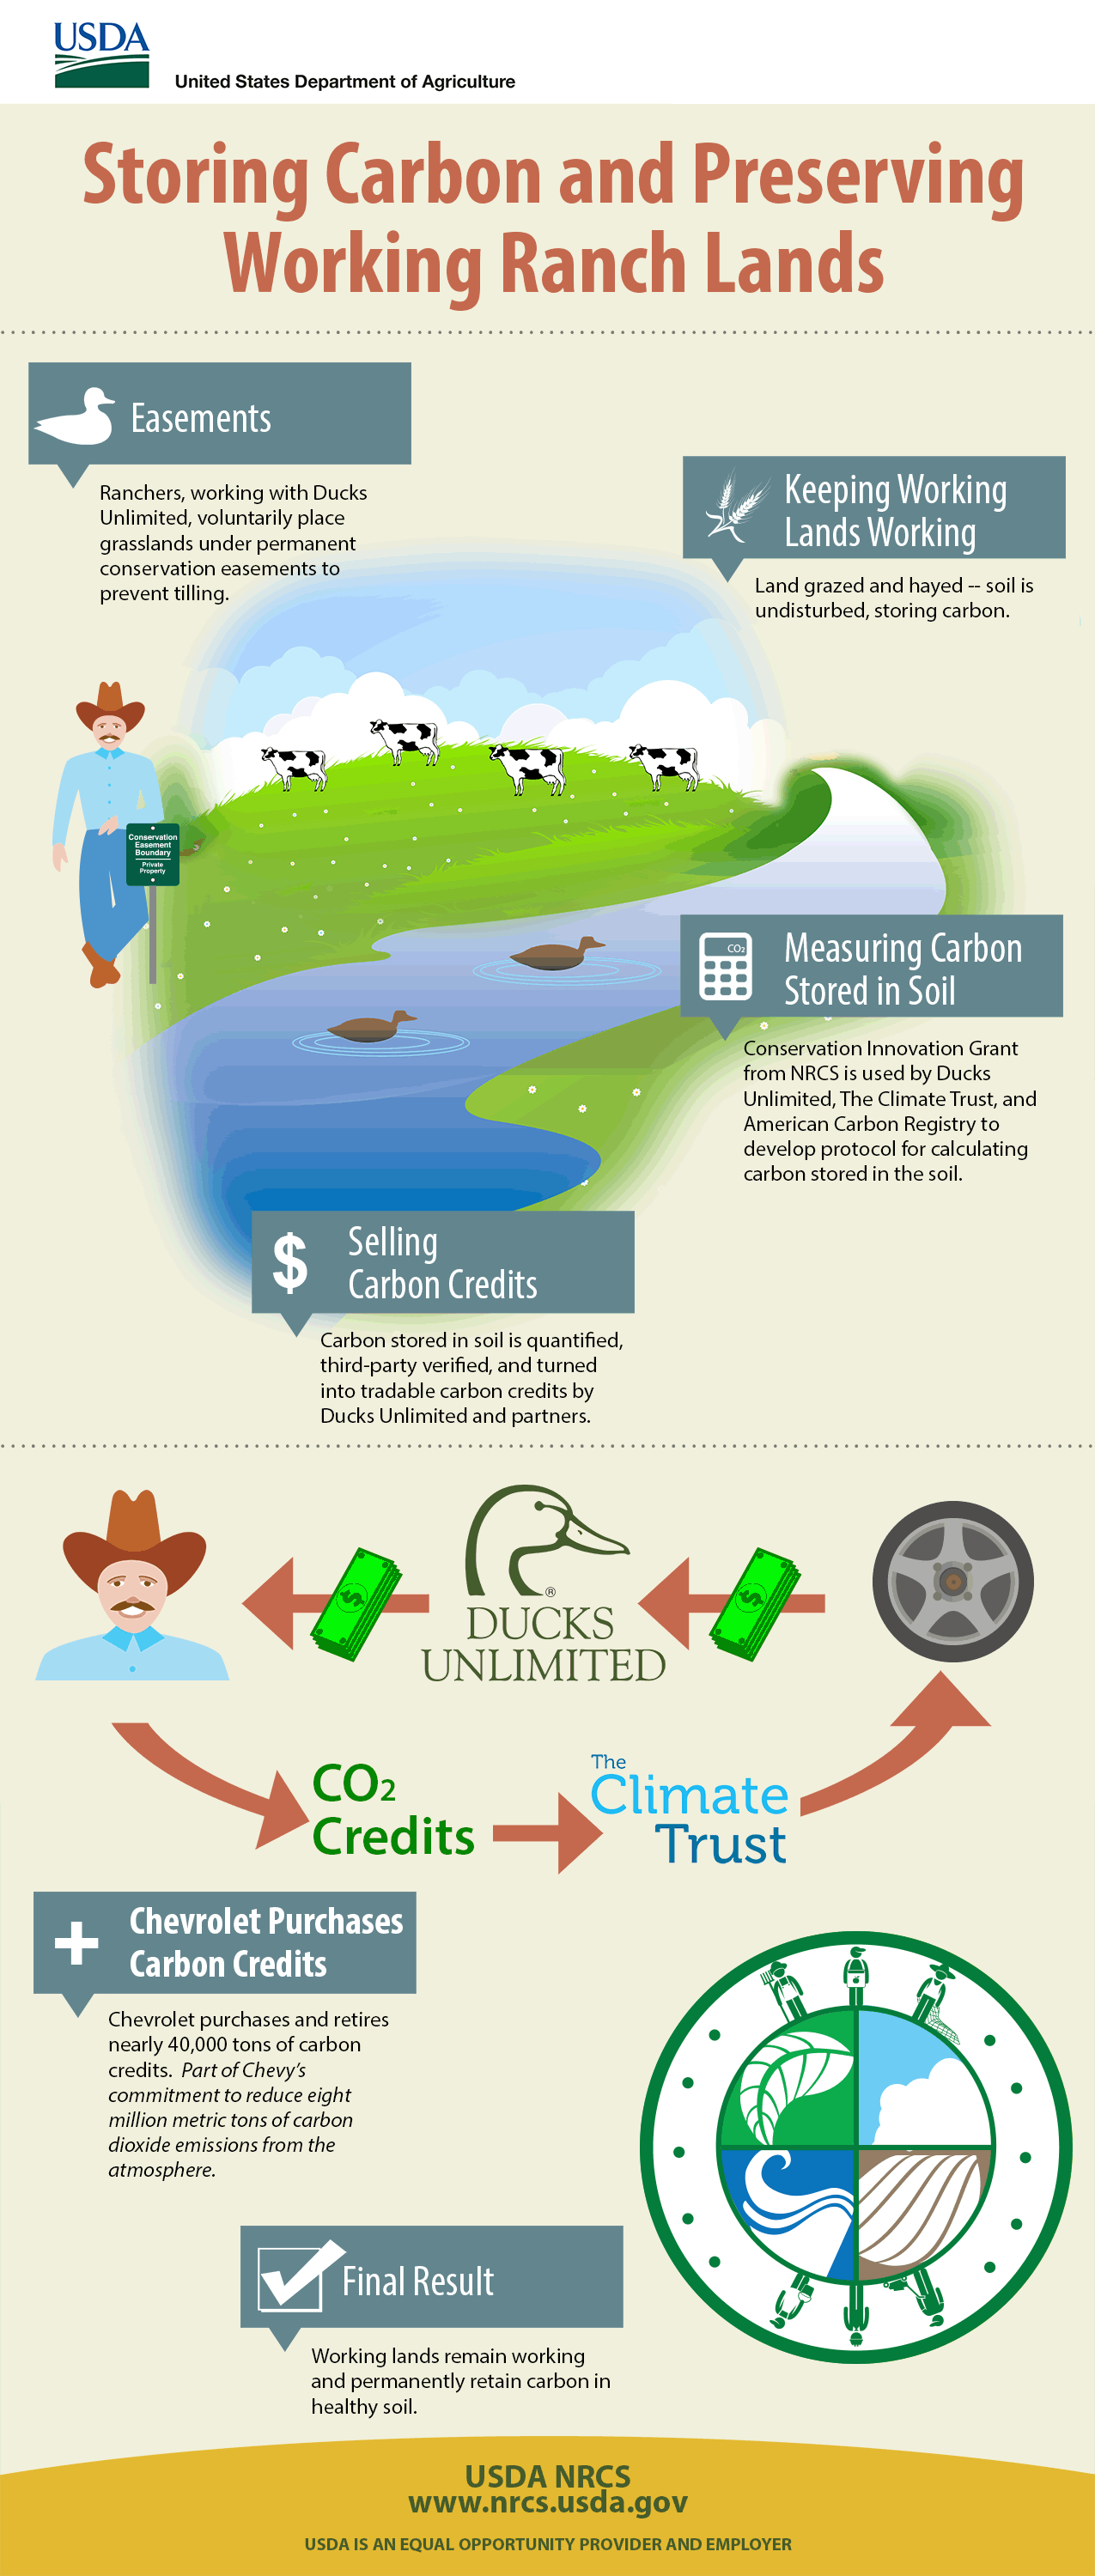 USDA
United States Department of Agriculture
Storing Carbon and Preserving
Working Ranch Lands
Easements
Ranchers, working with Ducks
Unlimited, voluntarily place
grasslands under permanent
conservation easements to
prevent tilling.
Keeping Working
Lands Working
Land grazed and hayed -- soil is
undisturbed, storing carbon.
Conservation
Easement
Boundary
Private
Property
CO2
Measuring Carbon
Stored in Soil
Conservation Innovation Grant
from NRCS is used by Ducks
Unlimited, The Climate Trust, and
American Carbon Registry to
develop protocol for calculating
carbon stored in the soil.
$
Selling
Carbon Credits
Carbon stored in soil is quantified,
third-party verified, and turned
into tradable carbon credits by
Ducks Unlimited and partners.
$
$
®
DUCKS
UNLIMITED
CO2
Credits
The
Climate
Trust
+
Chevrolet Purchases
Carbon Credits
Chevrolet purchases and retires
nearly 40,000 tons of carbon
credits. Part of Chevy's
commitment to reduce eight
million metric tons of carbon
dioxide emissions from the
atmosphere.
Final Result
Working lands remain working
and permanently retain carbon in
healthy soil.
USDA NRCS
www.nrcs.usda.gov
USDA IS AN EQUAL OPPORTUNITY PROVIDER AND EMPLOYER